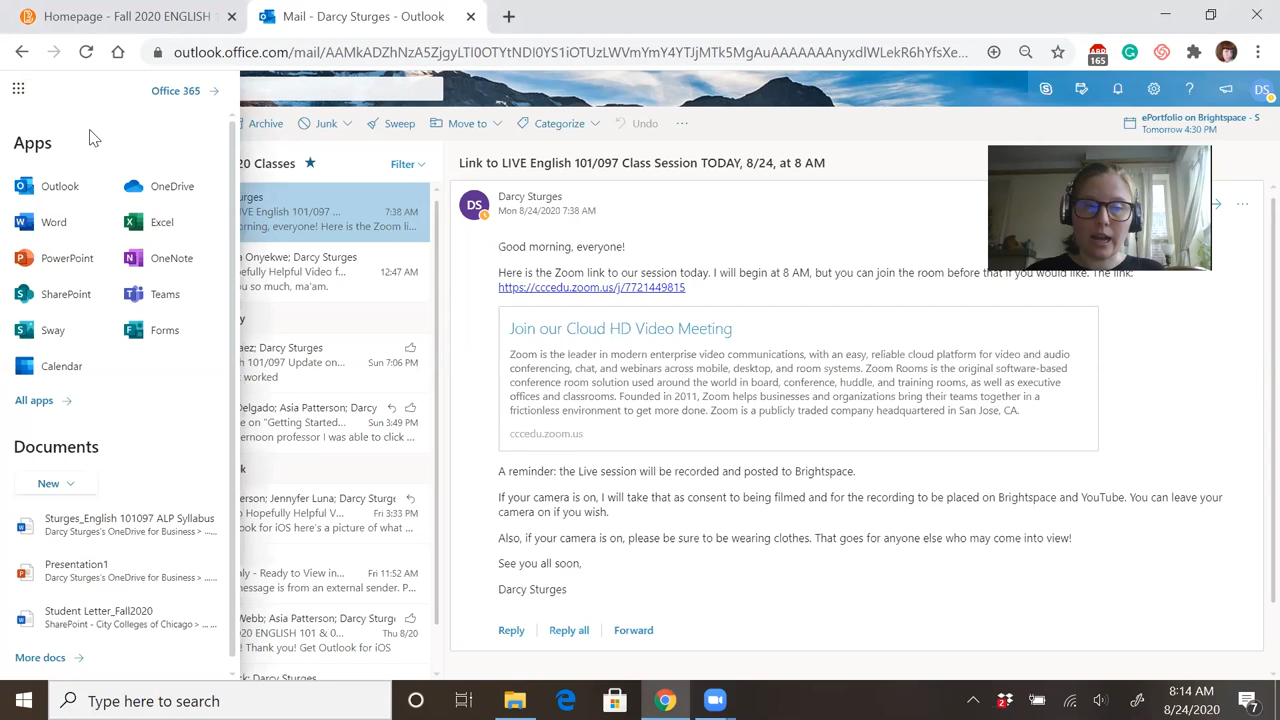 Homepage - Fall 2020 ENGLISH 1
Mail - Darcy Sturges - Outlook
outlook.office.com/mail/AAMkADZhNzA5ZjgyLTI0OTYtNDI0YS1iOTUzLWVmYmY4YTJjMTk5MgAuAAAAAAAnyxdlWLekR6hYfsXe...
165
Office 365
DS
Apps
Outlook
OneDrive
Word
Excel
PowerPoint
OneNote
SharePoint
Teams
Sway
Forms
Calendar
All apps
Documents
New
Sturges_English 101097 ALP Syllabus
Darcy Sturges's OneDrive for Business > ... ...
Presentation1
Darcy Sturges's OneDrive for Business > ... ...
Student Letter_Fall2020
SharePoint - City Colleges of Chicago > ... ...
More docs
Archive
Junk
Sweep
Move to
Categorize
Undo
ePortfolio on Brightspace - S
Tomorrow 4:30 PM
20 Classes
Filter
urges
IVE English 101/097 ...
7:38 AM
orning, everyone! Here is the Zoom li...
a Onyekwe; Darcy Sturges
efully Helpful Video f...
12:47 AM
ou so much, ma'am.
y
aez; Darcy Sturges
h 101/097 Update on...
Sun 7:06 PM
worked
Delgado; Asia Patterson; Darcy
e on "Getting Started...
Sun 3:49 PM
ernoon professor I was able to click ...
k
erson; Jennyfer Luna; Darcy Sturge
o Hopefully Helpful V...
Fri 3:33 PM
look for iOS here's a picture of what ...
aly - Ready to View in...
Fri 11:52 AM
message is from an external sender. P...
Webb; Asia Patterson; Darcy Sturg
020 ENGLISH 101 & 0...
Thu 8/20
! Thank you! Get Outlook for iOS
k; Darcy Sturges
Link to LIVE English 101/097 Class Session TODAY, 8/24, at 8 AM
DS
Darcy Sturges
Mon 8/24/2020 7:38 AM
Good morning, everyone!
Here is the Zoom link to our session today. I will begin at 8 AM, but you can join the room before that if you would like. The link:
https://cccedu.zoom.us/j/7721449815
Join our Cloud HD Video Meeting
Zoom is the leader in modern enterprise video communications, with an easy, reliable cloud platform for video and audio
conferencing, chat, and webinars across mobile, desktop, and room systems. Zoom Rooms is the original software-based
conference room solution used around the world in board, conference, huddle, and training rooms, as well as executive
offices and classrooms. Founded in 2011, Zoom helps businesses and organizations bring their teams together in a
frictionless environment to get more done. Zoom is a publicly traded company headquartered in San Jose, CA.
cccedu.zoom.us
A reminder: the Live session will be recorded and posted to Brightspace.
If your camera is on, I will take that as consent to being filmed and for the recording to be placed on Brightspace and YouTube. You can leave your
camera on if you wish.
Also, if your camera is on, please be sure to be wearing clothes. That goes for anyone else who may come into view!
See you all soon,
Darcy Sturges
Reply
Reply all
Forward
Type here to search
2
8:14 AM
8/24/2020
7